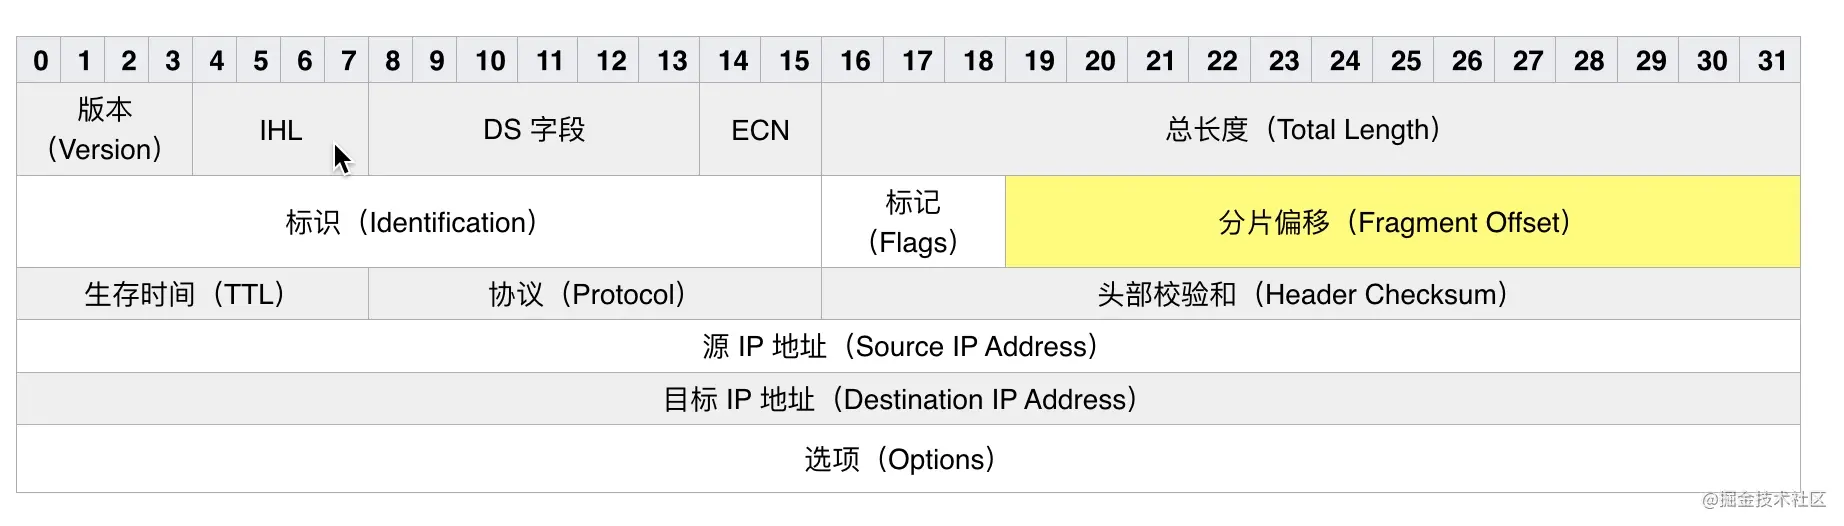 0 1 2 3 4 5 6 7 8 9 10 11 12 13 14 15 16 17 18 19 20 21 22 23 24 25 26 27 28 29 30 31
版本
（Version）
IHL
DS 字段
ECN
总长度（Total Length）
标识（Identification）
标记
（Flags）
分片偏移（Fragment Offset）
生存时间（TTL）
协议（Protocol）
头部校验和（Header Checksum）
源 IP 地址（Source IP Address）
目标 IP 地址（Destination IP Address）
选项（Options）
@掘金技术社区